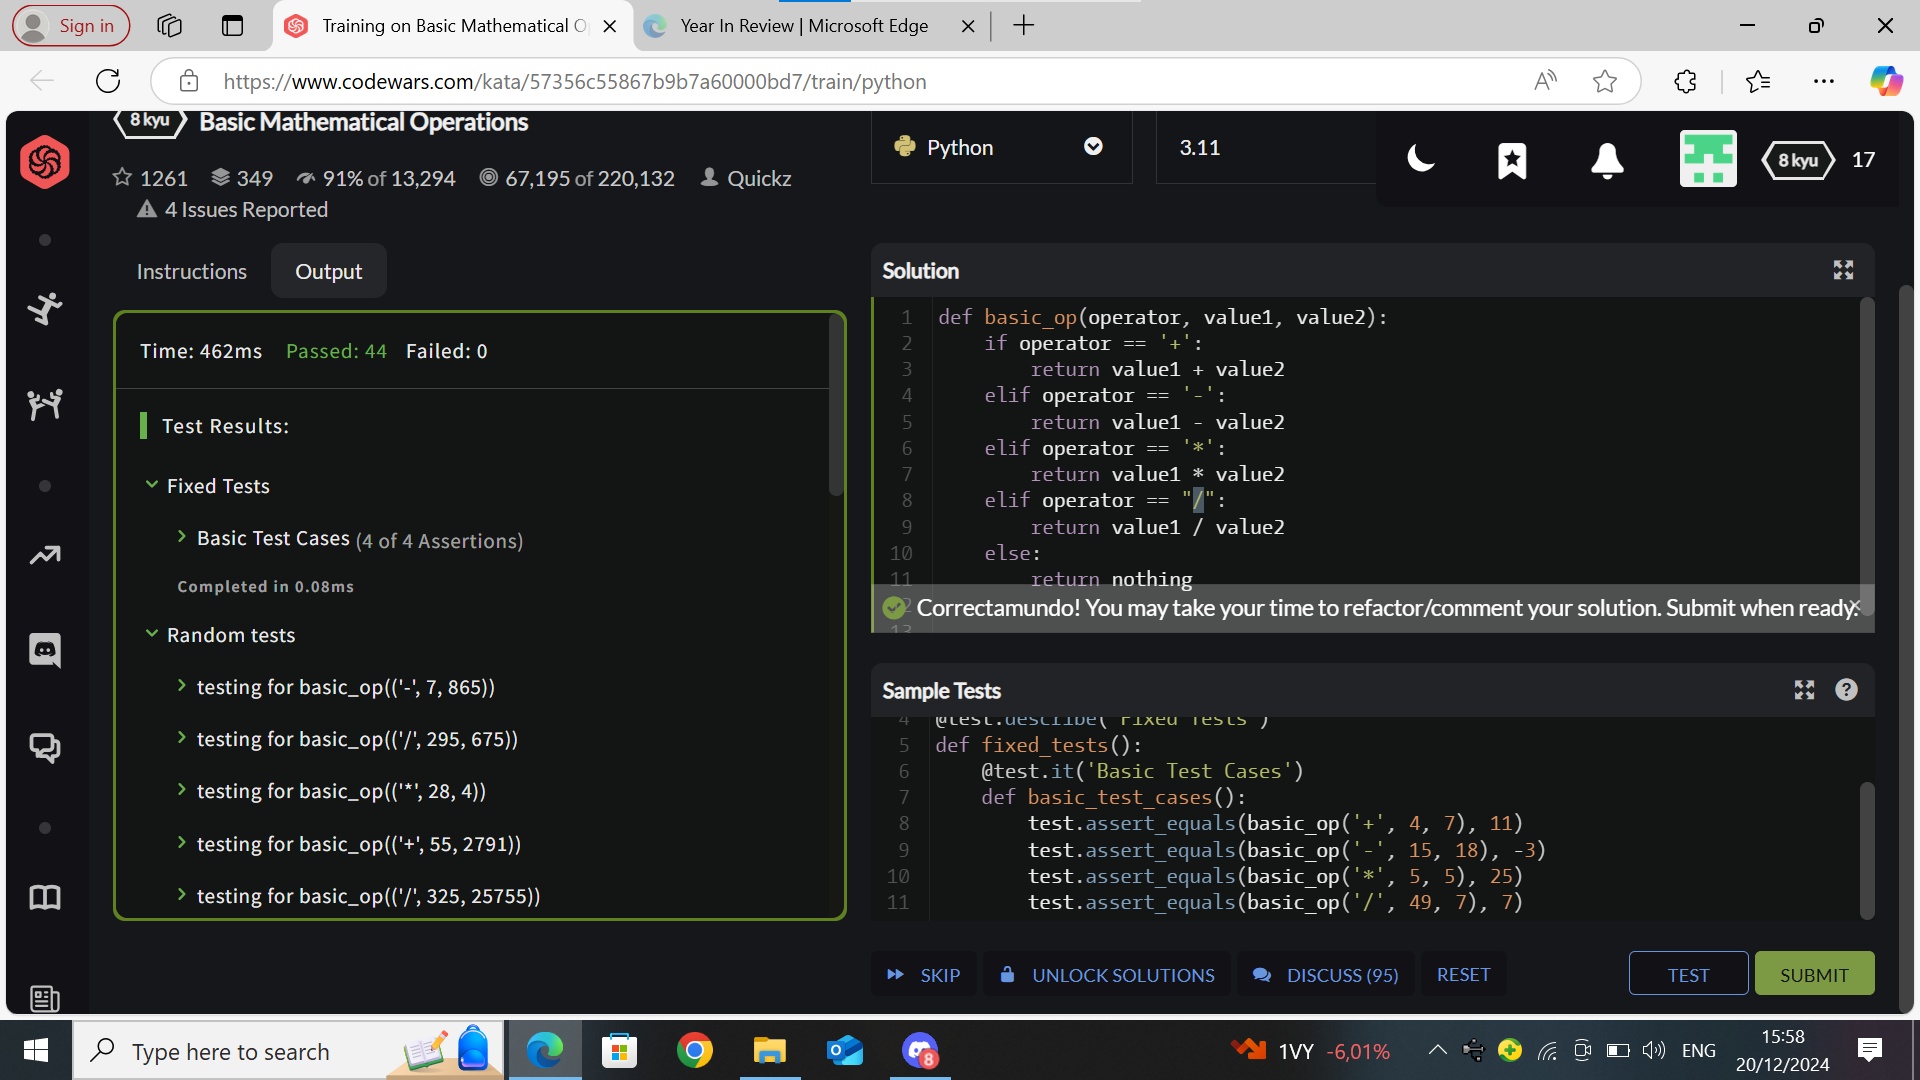 Sign in
Training on Basic Mathematical O
Year In Review | Microsoft Edge
https://www.codewars.com/kata/57356c55867b9b7a60000bd7/train/python
8 kyu
Basic Mathematical Operations
1261 349 91% of 13,294 67,195 of 220,132 Quickz
4 Issues Reported
Python
3.11
8 kyu 17
Instructions
Output
Time: 462ms Passed: 44 Failed: 0
Test Results:
Fixed Tests
Basic Test Cases (4 of 4 Assertions)
Completed in 0.08ms
Random tests
testing for basic_op(('-', 7, 865))
testing for basic_op(('/', 295, 675))
testing for basic_op(('*', 28, 4))
testing for basic_op(('+', 55, 2791))
testing for basic_op(('/', 325, 25755))
Solution
1 def basic_op(operator, value1, value2):
2 if operator == '+':
3 return value1 + value2
4 elif operator == '-':
5 return value1 - value2
6 elif operator == '*':
7 return value1 * value2
8 elif operator == "/":
9 return value1 / value2
10 else:
11 return nothing
Correctamundo! You may take your time to refactor/comment your solution. Submit when ready.
13
Sample Tests
4 @test.describe('Fixed Tests')
5 def fixed_tests():
6 @test.it('Basic Test Cases')
7 def basic_test_cases():
8 test.assert_equals(basic_op('+', 4, 7), 11)
9 test.assert_equals(basic_op('-', 15, 18), -3)
10 test.assert_equals(basic_op('*', 5, 5), 25)
11 test.assert_equals(basic_op('/', 49, 7), 7)
SKIP
UNLOCK SOLUTIONS
DISCUSS (95)
RESET
TEST
SUBMIT
Type here to search
8
1VY -6,01%
ENG
15:58
20/12/2024